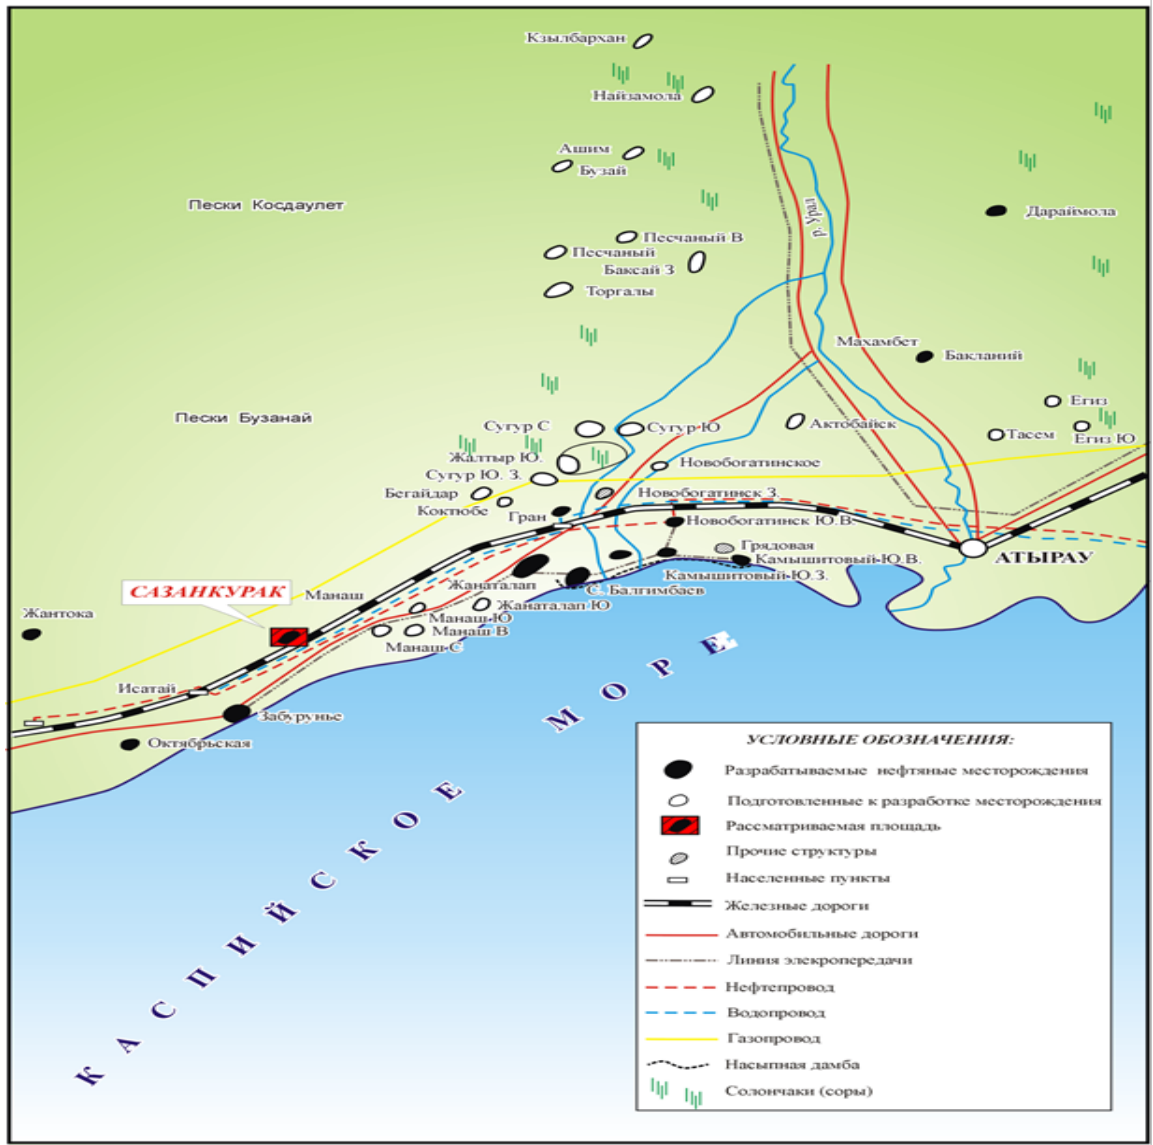 Кзылбархан
Найзамола
Ашим
Бузай
Пески Косдаулет
Дараймола
р. Урал
Песчаный В
Песчаный
Баксай З
Торгалы
Махамбет
Бакланий
Пески Бузанай
Егиз
Сугур С
Сугур Ю
Актобайск
Тасем
Егиз Ю
Жалтыр Ю.
Новобогатинское
Сугур Ю. З.
Бегайдар
Новобогатинск З.
Коктюбе
Гран
Новобогатинск Ю.В.
Грядовая
АТЫРАУ
Камышитовый Ю.В.
Камышитовый Ю.З.
Жанаталап
С. Балгимбаев
САЗАНКУРАК
Манаш
Жанаталап Ю
Жантока
Манаш Ю
Манаш В
Манаш С
Исатай
Забурунье
Октябрьская
КАСПИЙСКОЕ МОРЕ
УСЛОВНЫЕ ОБОЗНАЧЕНИЯ:
Разрабатываемые нефтяные месторождения
Подготовленные к разработке месторождения
Рассматриваемая площадь
Прочие структуры
Населенные пункты
Железные дороги
Автомобильные дороги
Линия элекропередачи
Нефтепровод
Водопровод
Газопровод
Насыпная дамба
Солончаки (соры)